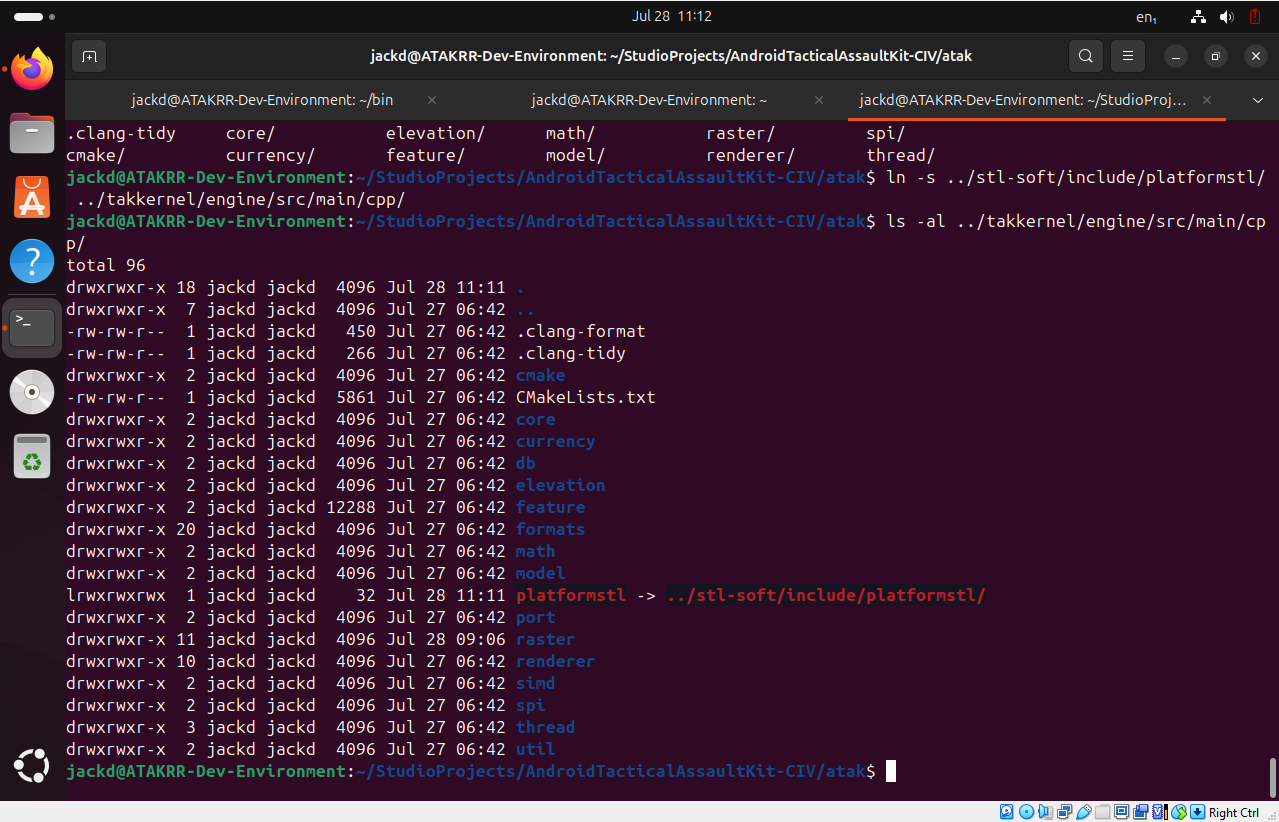 Jul 28 11:12
en₁
jackd@ATAKRR-Dev-Environment: ~/StudioProjects/AndroidTacticalAssaultKit-CIV/atak
jackd@ATAKRR-Dev-Environment: ~/bin
jackd@ATAKRR-Dev-Environment: ~
jackd@ATAKRR-Dev-Environment: ~/StudioProj...
.clang-tidy     core/           elevation/      math/           raster/         spi/
cmake/          currency/       feature/        model/          renderer/       thread/
jackd@ATAKRR-Dev-Environment:~/StudioProjects/AndroidTacticalAssaultKit-CIV/atak$ ln -s ../stl-soft/include/platformstl/
 ../takkernel/engine/src/main/cpp/
jackd@ATAKRR-Dev-Environment:~/StudioProjects/AndroidTacticalAssaultKit-CIV/atak$ ls -al ../takkernel/engine/src/main/cp
p/
total 96
drwxrwxr-x 18 jackd jackd  4096 Jul 28 11:11 .
drwxrwxr-x  7 jackd jackd  4096 Jul 27 06:42 ..
-rw-rw-r--  1 jackd jackd   450 Jul 27 06:42 .clang-format
-rw-rw-r--  1 jackd jackd   266 Jul 27 06:42 .clang-tidy
drwxrwxr-x  2 jackd jackd  4096 Jul 27 06:42 cmake
-rw-rw-r--  1 jackd jackd  5861 Jul 27 06:42 CMakeLists.txt
drwxrwxr-x  2 jackd jackd  4096 Jul 27 06:42 core
drwxrwxr-x  2 jackd jackd  4096 Jul 27 06:42 currency
drwxrwxr-x  2 jackd jackd  4096 Jul 27 06:42 db
drwxrwxr-x  2 jackd jackd  4096 Jul 27 06:42 elevation
drwxrwxr-x  2 jackd jackd 12288 Jul 27 06:42 feature
drwxrwxr-x 20 jackd jackd  4096 Jul 27 06:42 formats
drwxrwxr-x  2 jackd jackd  4096 Jul 27 06:42 math
drwxrwxr-x  2 jackd jackd  4096 Jul 27 06:42 model
lrwxrwxrwx  1 jackd jackd    32 Jul 28 11:11 platformstl -> ../stl-soft/include/platformstl/
drwxrwxr-x  2 jackd jackd  4096 Jul 27 06:42 port
drwxrwxr-x 11 jackd jackd  4096 Jul 28 09:06 raster
drwxrwxr-x 10 jackd jackd  4096 Jul 27 06:42 renderer
drwxrwxr-x  2 jackd jackd  4096 Jul 27 06:42 simd
drwxrwxr-x  2 jackd jackd  4096 Jul 27 06:42 spi
drwxrwxr-x  3 jackd jackd  4096 Jul 27 06:42 thread
drwxrwxr-x  2 jackd jackd  4096 Jul 27 06:42 util
jackd@ATAKRR-Dev-Environment:~/StudioProjects/AndroidTacticalAssaultKit-CIV/atak$
Right Ctrl